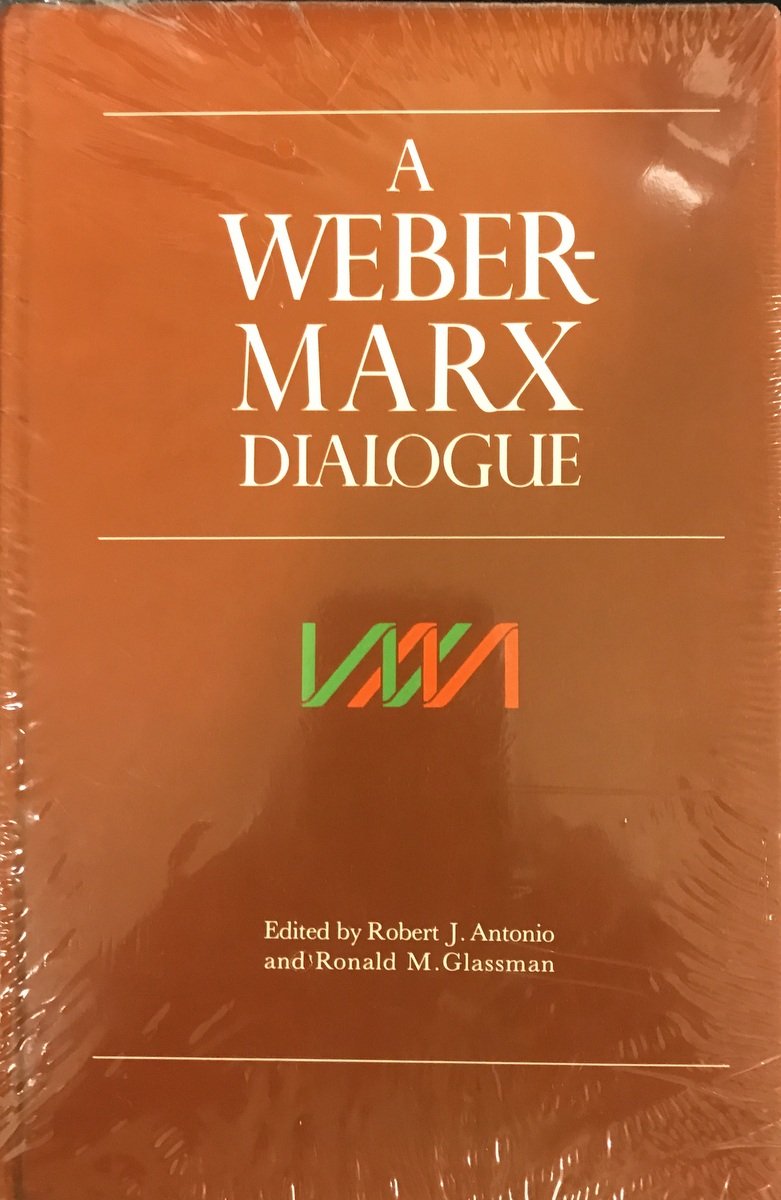 A
WEBER-
MARX
DIALOGUE
Edited by Robert J. Antonio
and Ronald M. Glassman